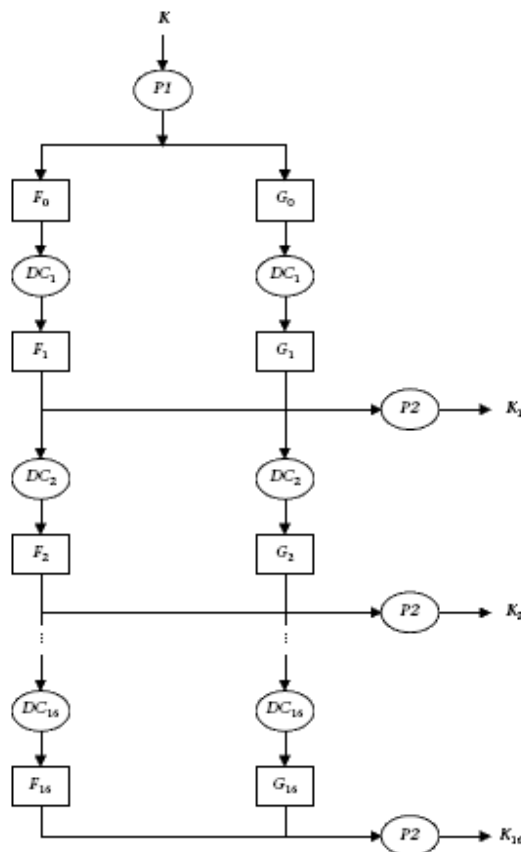 K
P1
F₀ G₀
DC₁ DC₁
F₁ G₁
P2 K₁
DC₂ DC₂
F₂ G₂
P2 K₂
⋮ ⋮
DC₁₆ DC₁₆
F₁₆ G₁₆
P2 K₁₆